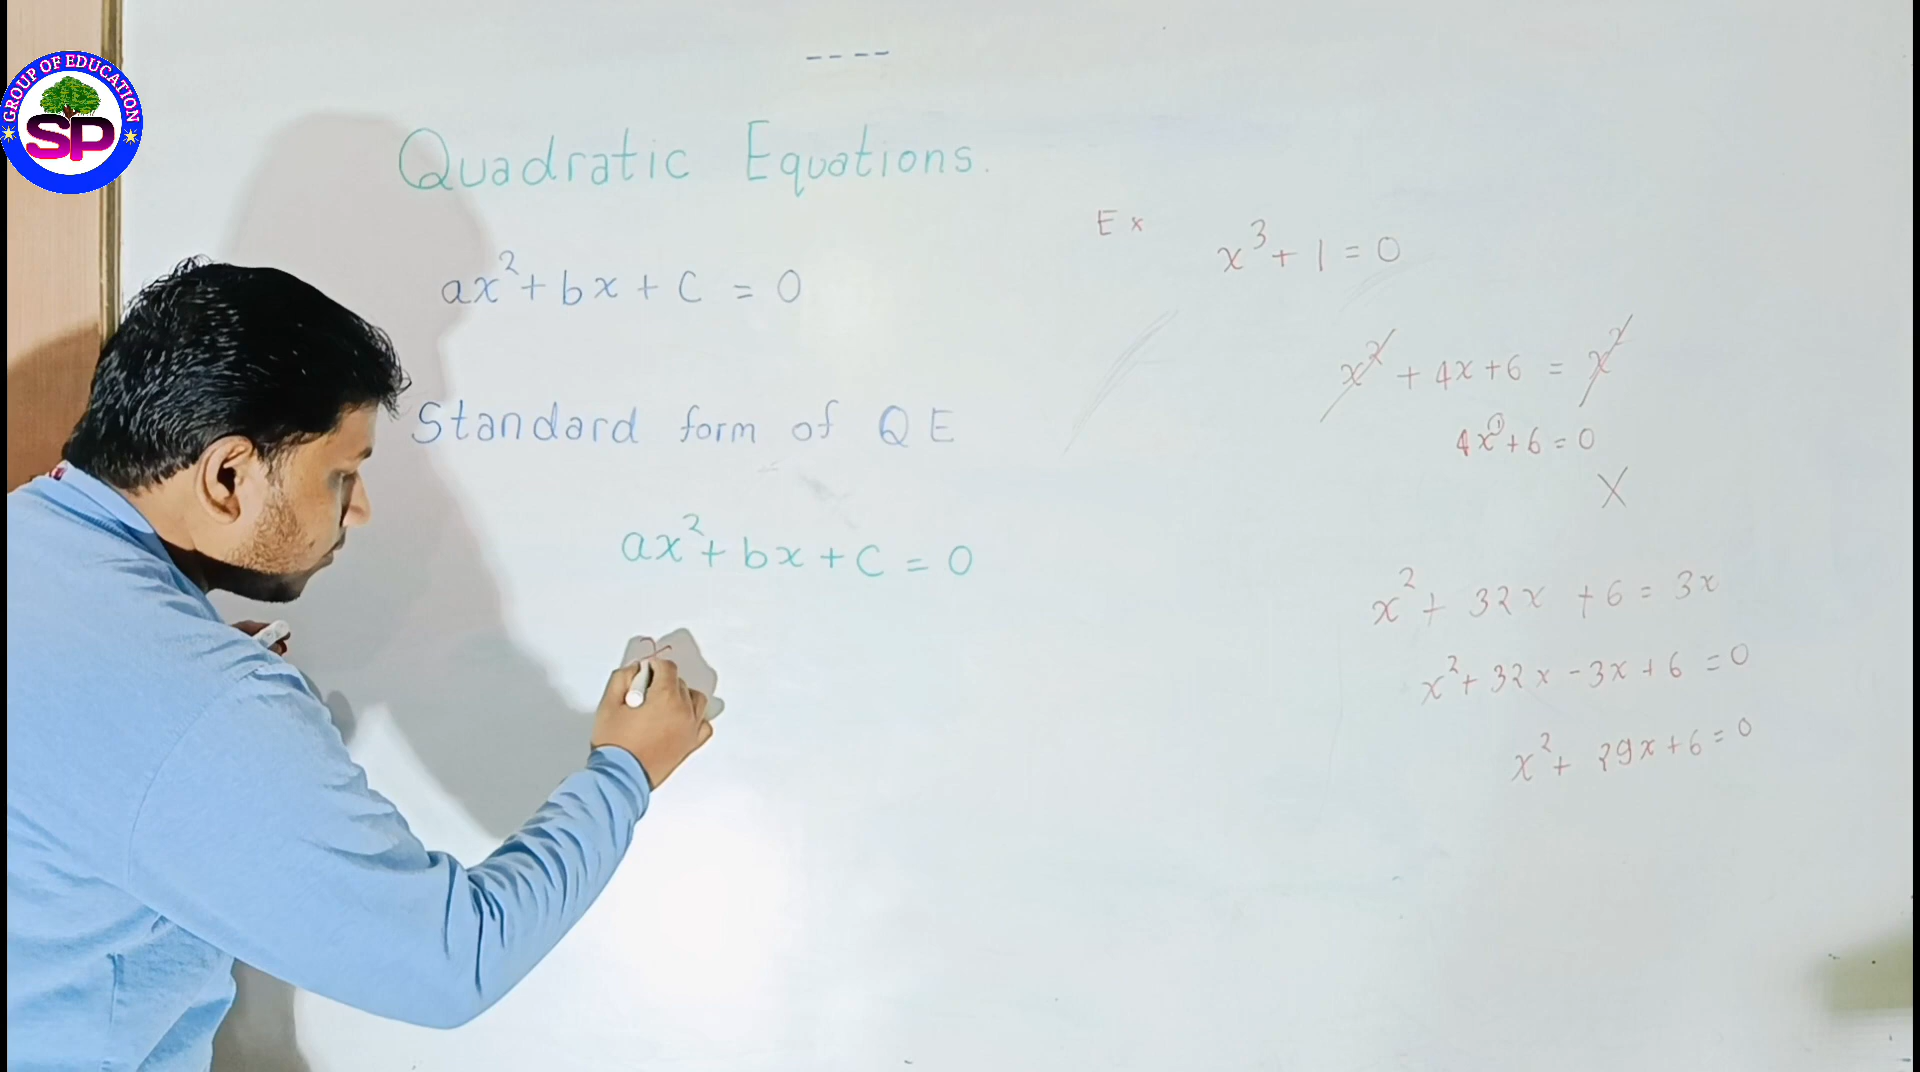 GROUP OF EDUCATION
SP
----
Quadratic Equations.
ax²+bx+c = 0
Standard form of QE
ax²+bx+c = 0
x
Ex
x³+1=0
x²+4x+6 = x²
4x¹+6=0
X
x²+32x+6=3x
x²+32x-3x+6=0
x²+29x+6=0